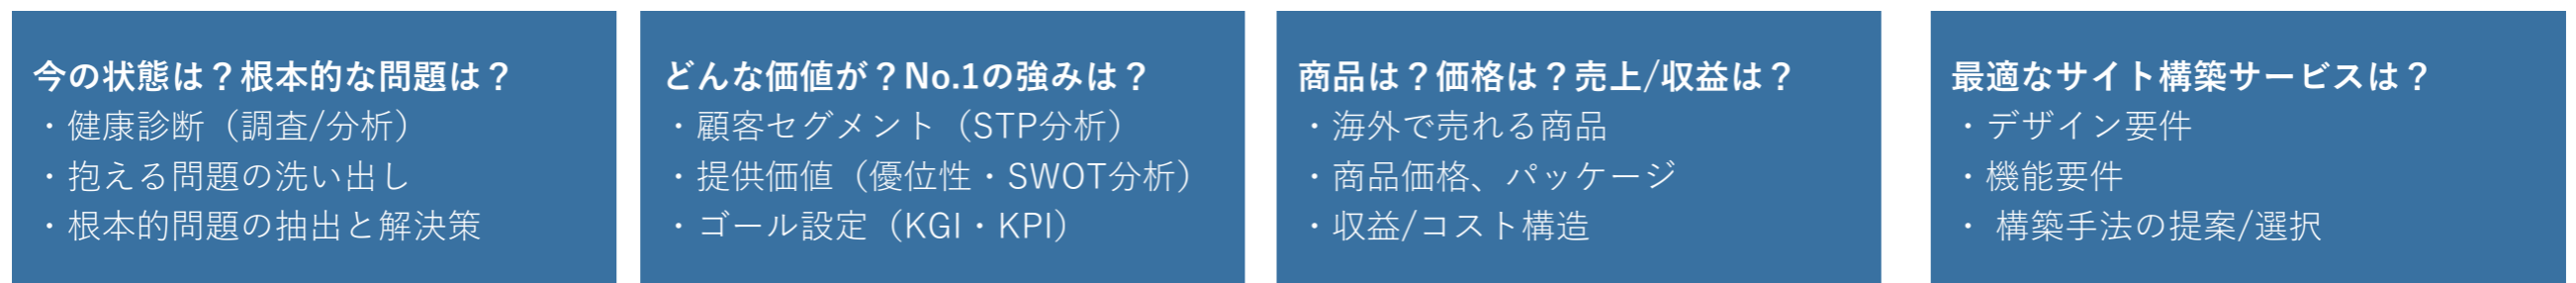 今の状態は？根本的な問題は？
・健康診断（調査/分析）
・抱える問題の洗い出し
・根本的問題の抽出と解決策
どんな価値が？No.1の強みは？
・顧客セグメント（STP分析）
・提供価値（優位性・SWOT分析）
・ゴール設定（KGI・KPI）
商品は？価格は？売上/収益は？
・海外で売れる商品
・商品価格、パッケージ
・収益/コスト構造
最適なサイト構築サービスは？
・デザイン要件
・機能要件
・ 構築手法の提案/選択